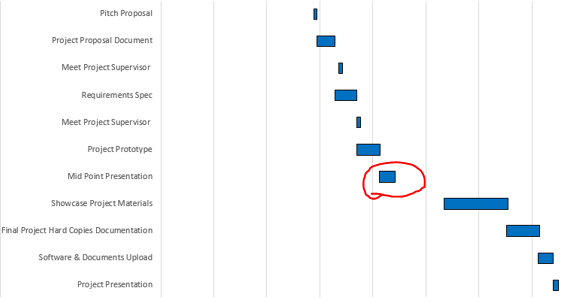 Pitch Proposal
Project Proposal Document
Meet Project Supervisor
Requirements Spec
Meet Project Supervisor
Project Prototype
Mid Point Presentation
Showcase Project Materials
Final Project Hard Copies Documentation
Software & Documents Upload
Project Presentation